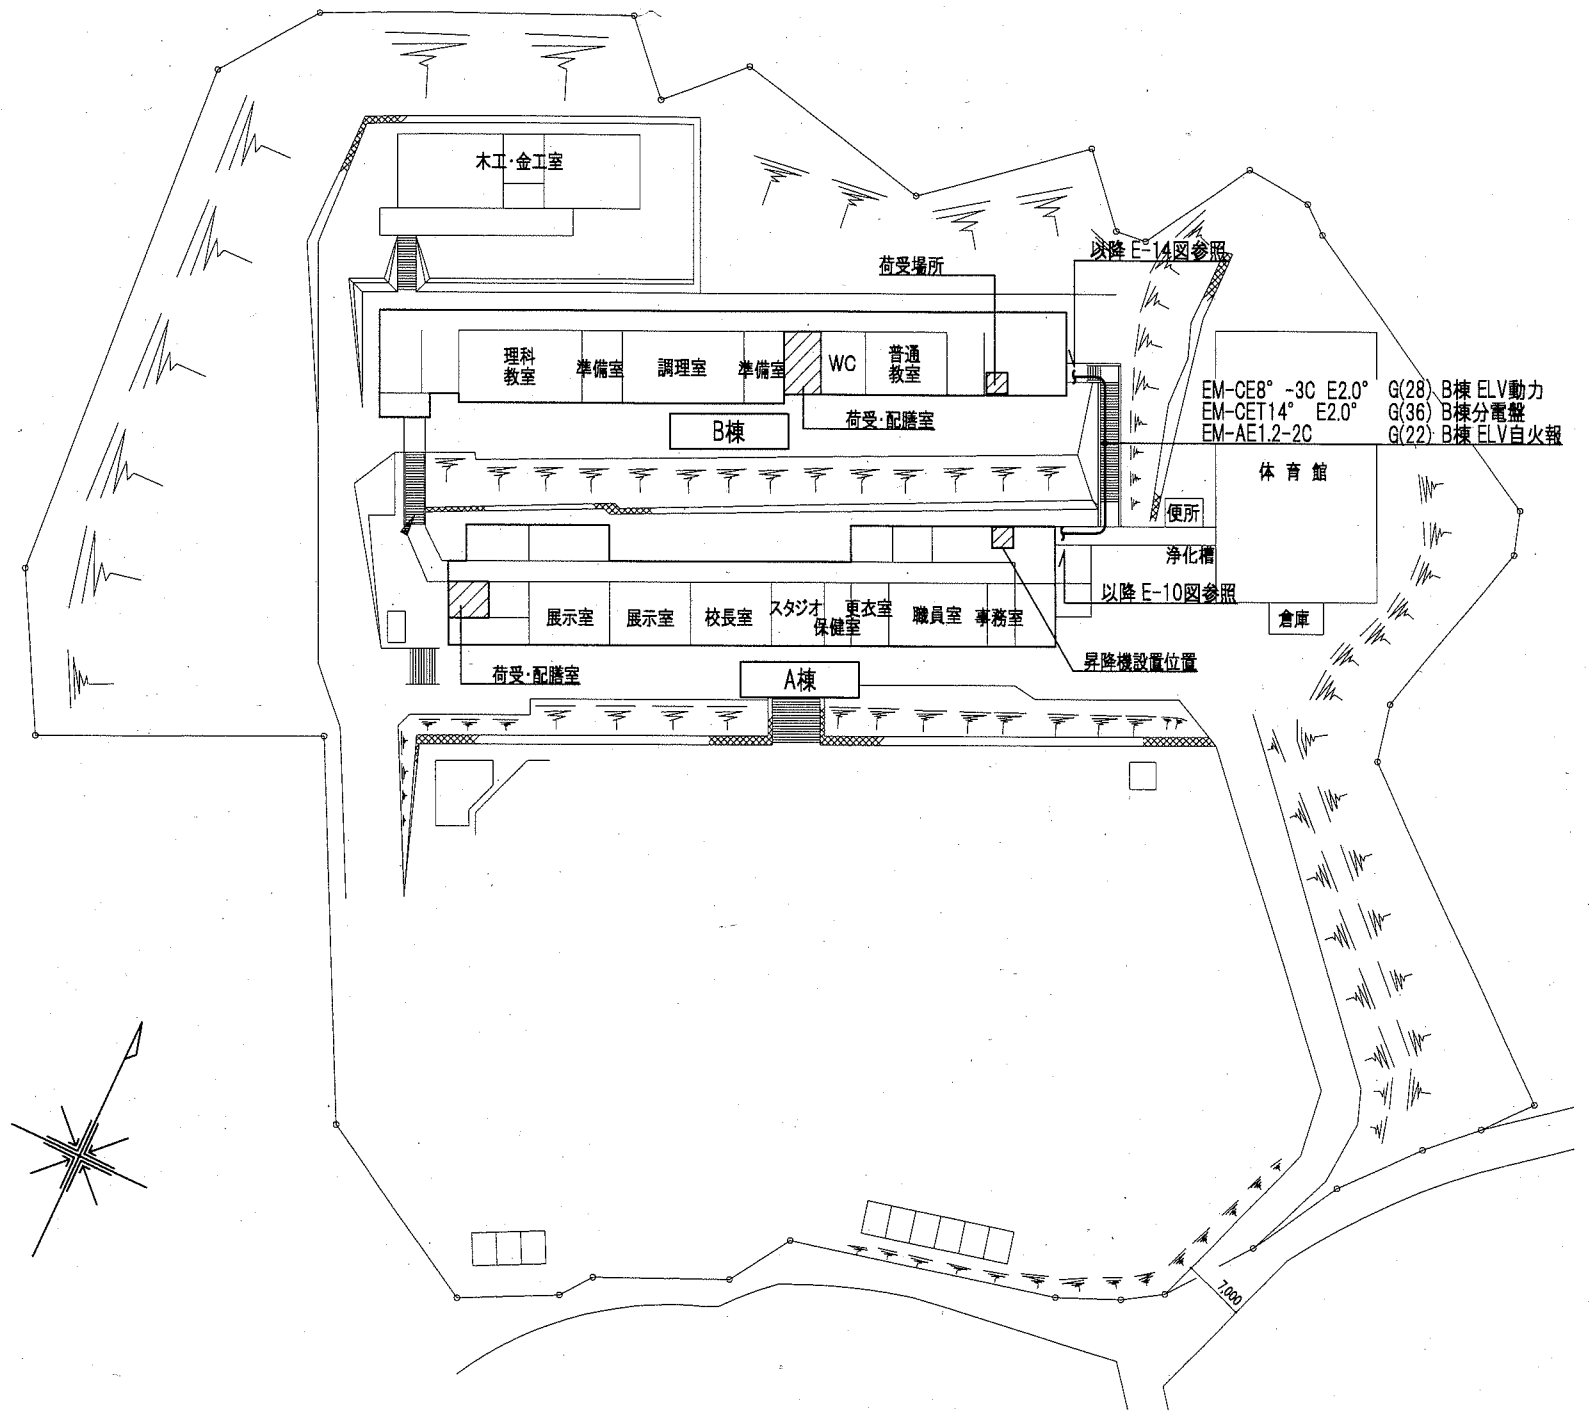 木工・金工室
以降 E-14図参照
荷受場所
理科
教室
準備室
調理室
準備室
WC
普通
教室
EM-CE8° -3C E2.0° G(28) B棟 ELV動力
EM-CET14° E2.0° G(36) B棟分電盤
EM-AE1.2-2C G(22) B棟 ELV自火報
荷受・配膳室
B棟
体育館
便所
浄化槽
以降 E-10図参照
展示室
展示室
校長室
スタジオ
保健室
更衣室
職員室
事務室
倉庫
昇降機設置位置
荷受・配膳室
A棟
7,000